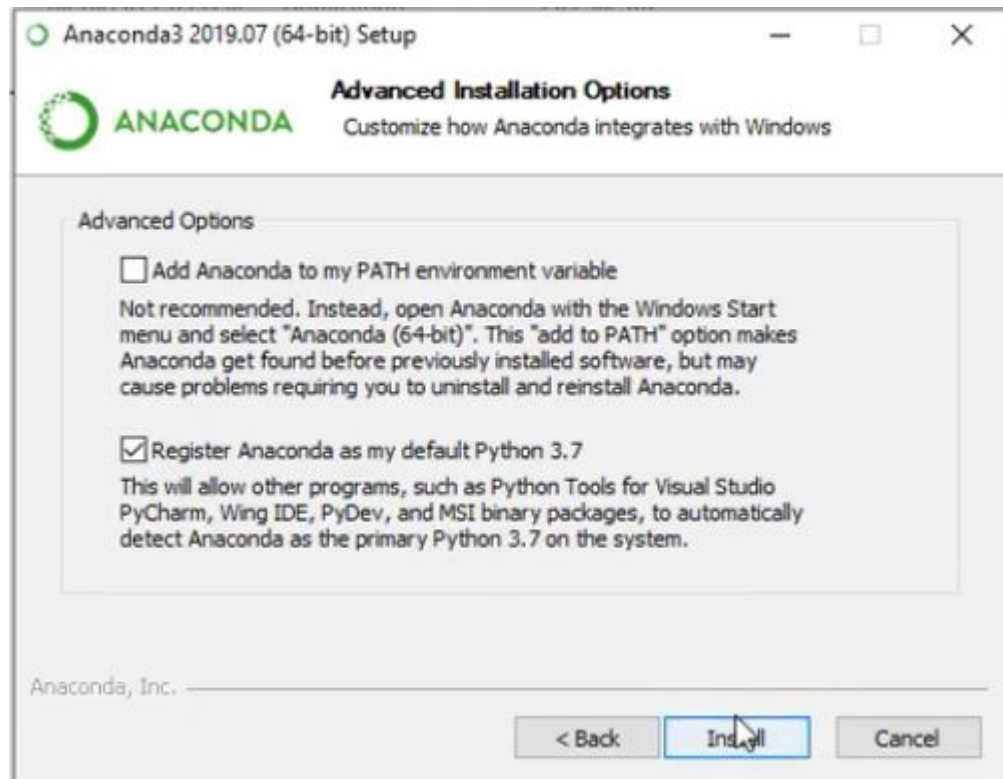 Anaconda3 2019.07 (64-bit) Setup
ANACONDA
Advanced Installation Options
Customize how Anaconda integrates with Windows
Advanced Options
Add Anaconda to my PATH environment variable
Not recommended. Instead, open Anaconda with the Windows Start
menu and select "Anaconda (64-bit)". This "add to PATH" option makes
Anaconda get found before previously installed software, but may
cause problems requiring you to uninstall and reinstall Anaconda.
Register Anaconda as my default Python 3.7
This will allow other programs, such as Python Tools for Visual Studio
PyCharm, Wing IDE, PyDev, and MSI binary packages, to automatically
detect Anaconda as the primary Python 3.7 on the system.
Anaconda, Inc.
< Back
Install
Cancel